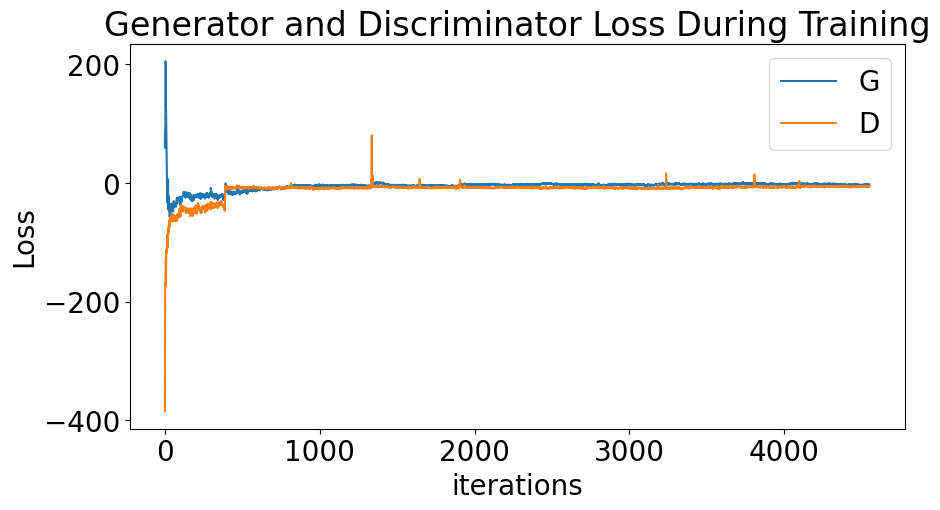 Generator and Discriminator Loss During Training
200
0
−200
−400
Loss
G
D
0 1000 2000 3000 4000
iterations